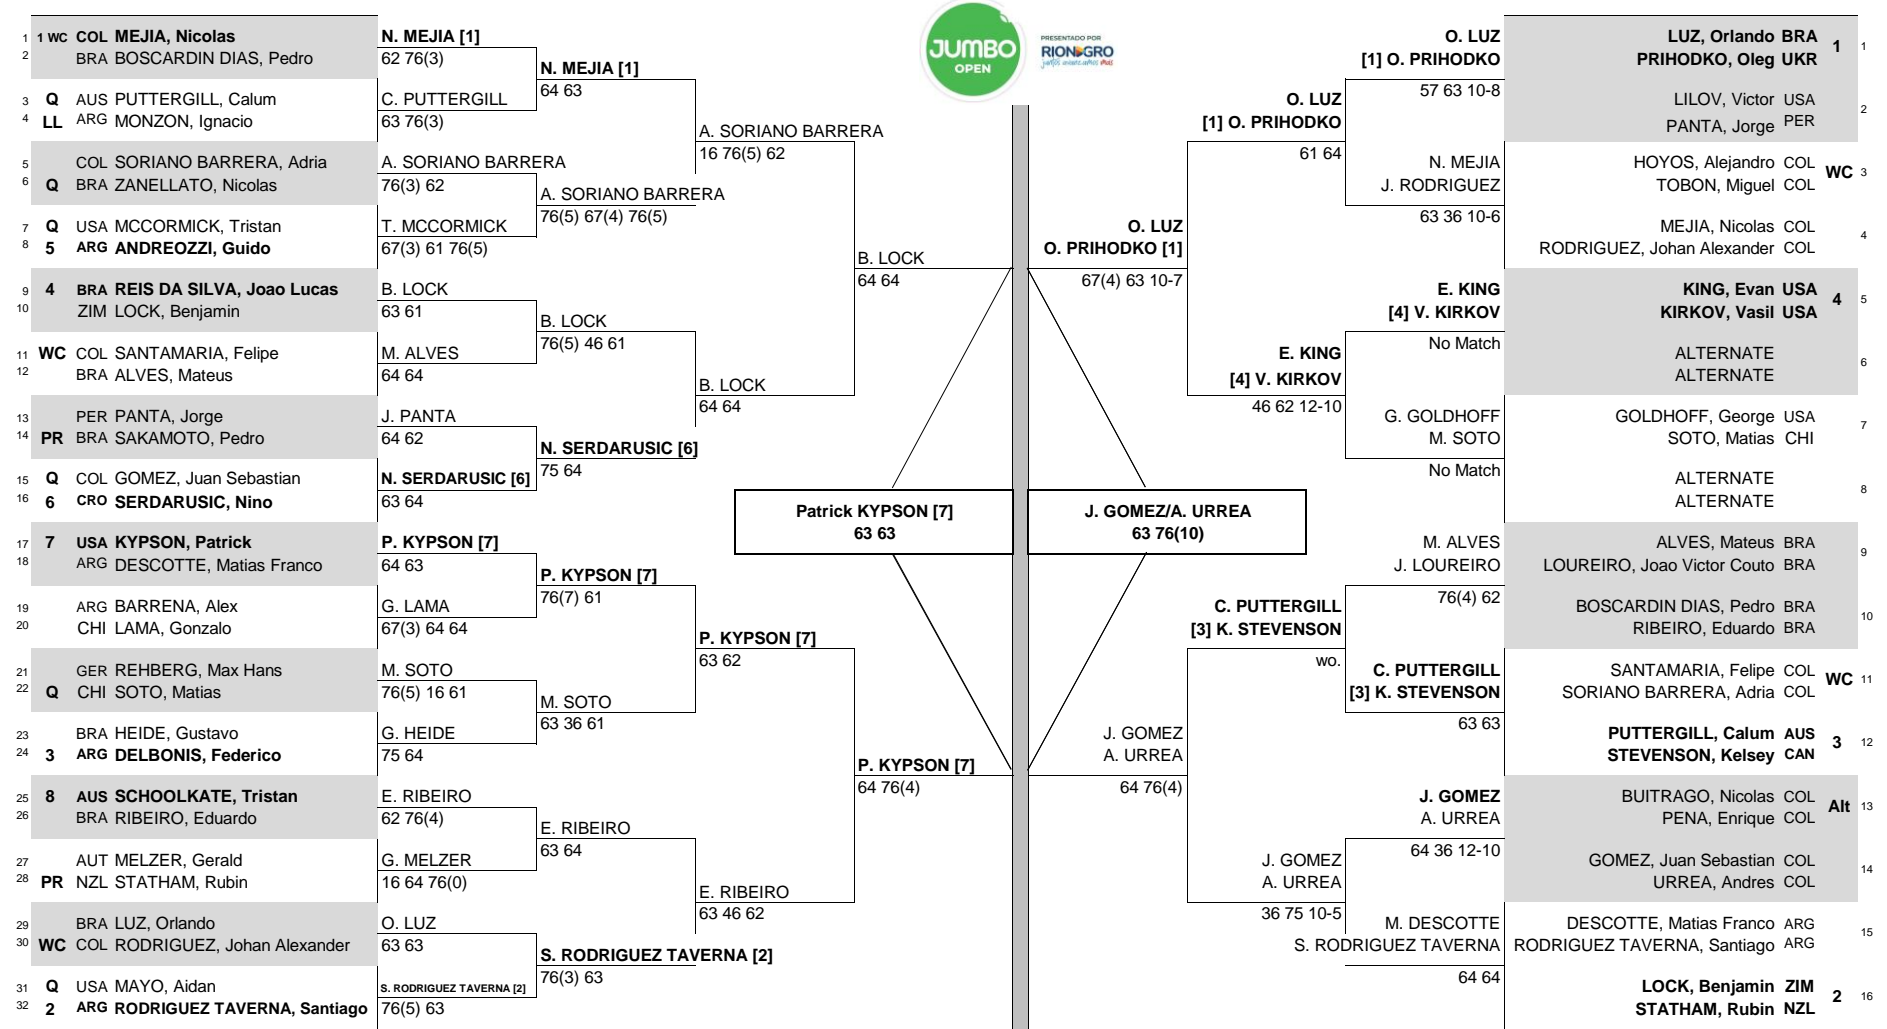 JUMBO
OPEN
PRESENTADO POR
RIONEGRO
juntos avanzamos más
1 1 WC COL MEJIA, Nicolas
2 BRA BOSCARDIN DIAS, Pedro
3 Q AUS PUTTERGILL, Calum
4 LL ARG MONZON, Ignacio
5 COL SORIANO BARRERA, Adria
6 Q BRA ZANELLATO, Nicolas
7 Q USA MCCORMICK, Tristan
8 5 ARG ANDREOZZI, Guido
9 4 BRA REIS DA SILVA, Joao Lucas
10 ZIM LOCK, Benjamin
11 WC COL SANTAMARIA, Felipe
12 BRA ALVES, Mateus
13 PER PANTA, Jorge
14 PR BRA SAKAMOTO, Pedro
15 Q COL GOMEZ, Juan Sebastian
16 6 CRO SERDARUSIC, Nino
17 7 USA KYPSON, Patrick
18 ARG DESCOTTE, Matias Franco
19 ARG BARRENA, Alex
20 CHI LAMA, Gonzalo
21 GER REHBERG, Max Hans
22 Q CHI SOTO, Matias
23 BRA HEIDE, Gustavo
24 3 ARG DELBONIS, Federico
25 8 AUS SCHOOLKATE, Tristan
26 BRA RIBEIRO, Eduardo
27 AUT MELZER, Gerald
28 PR NZL STATHAM, Rubin
29 BRA LUZ, Orlando
30 WC COL RODRIGUEZ, Johan Alexander
31 Q USA MAYO, Aidan
32 2 ARG RODRIGUEZ TAVERNA, Santiago
N. MEJIA [1]
62 76(3)
C. PUTTERGILL
63 76(3)
A. SORIANO BARRERA
76(3) 62
T. MCCORMICK
67(3) 61 76(5)
B. LOCK
63 61
M. ALVES
64 64
J. PANTA
64 62
N. SERDARUSIC [6]
63 64
P. KYPSON [7]
64 63
G. LAMA
67(3) 64 64
M. SOTO
76(5) 16 61
G. HEIDE
75 64
E. RIBEIRO
62 76(4)
G. MELZER
16 64 76(0)
O. LUZ
63 63
S. RODRIGUEZ TAVERNA [2]
76(5) 63
N. MEJIA [1]
64 63
A. SORIANO BARRERA
76(5) 67(4) 76(5)
B. LOCK
76(5) 46 61
N. SERDARUSIC [6]
75 64
P. KYPSON [7]
76(7) 61
M. SOTO
63 36 61
E. RIBEIRO
63 64
S. RODRIGUEZ TAVERNA [2]
76(3) 63
A. SORIANO BARRERA
16 76(5) 62
B. LOCK
64 64
P. KYPSON [7]
63 62
E. RIBEIRO
63 46 62
B. LOCK
64 64
P. KYPSON [7]
64 76(4)
Patrick KYPSON [7]
63 63
J. GOMEZ/A. URREA
63 76(10)
O. LUZ
O. PRIHODKO [1]
67(4) 63 10-7
J. GOMEZ
A. URREA
64 76(4)
O. LUZ
[1] O. PRIHODKO
61 64
E. KING
[4] V. KIRKOV
46 62 12-10
C. PUTTERGILL
[3] K. STEVENSON
wo.
J. GOMEZ
A. URREA
36 75 10-5
O. LUZ
[1] O. PRIHODKO
57 63 10-8
N. MEJIA
J. RODRIGUEZ
63 36 10-6
E. KING
[4] V. KIRKOV
No Match
G. GOLDHOFF
M. SOTO
No Match
M. ALVES
J. LOUREIRO
76(4) 62
C. PUTTERGILL
[3] K. STEVENSON
63 63
J. GOMEZ
A. URREA
64 36 12-10
M. DESCOTTE
S. RODRIGUEZ TAVERNA
64 64
LUZ, Orlando BRA
PRIHODKO, Oleg UKR
1 1
LILOV, Victor USA
PANTA, Jorge PER
2
HOYOS, Alejandro COL
TOBON, Miguel COL
WC 3
MEJIA, Nicolas COL
RODRIGUEZ, Johan Alexander COL
4
KING, Evan USA
KIRKOV, Vasil USA
4 5
ALTERNATE
ALTERNATE
6
GOLDHOFF, George USA
SOTO, Matias CHI
7
ALTERNATE
ALTERNATE
8
ALVES, Mateus BRA
LOUREIRO, Joao Victor Couto BRA
9
BOSCARDIN DIAS, Pedro BRA
RIBEIRO, Eduardo BRA
10
SANTAMARIA, Felipe COL
SORIANO BARRERA, Adria COL
WC 11
PUTTERGILL, Calum AUS
STEVENSON, Kelsey CAN
3 12
BUITRAGO, Nicolas COL
PENA, Enrique COL
Alt 13
GOMEZ, Juan Sebastian COL
URREA, Andres COL
14
DESCOTTE, Matias Franco ARG
RODRIGUEZ TAVERNA, Santiago ARG
15
LOCK, Benjamin ZIM
STATHAM, Rubin NZL
2 16